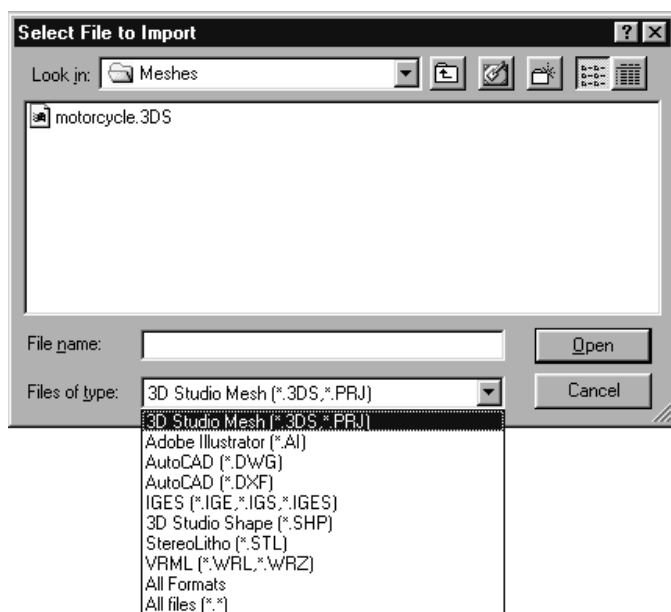 Select File to Import
Look in: Meshes
motorcycle.3DS
File name: Open
Files of type: 3D Studio Mesh (*.3DS,*.PRJ) Cancel
3D Studio Mesh (*.3DS,*.PRJ)
Adobe Illustrator (*.AI)
AutoCAD (*.DWG)
AutoCAD (*.DXF)
IGES (*.IGE,*.IGS,*.IGES)
3D Studio Shape (*.SHP)
StereoLitho (*.STL)
VRML (*.WRL,*.WRZ)
All Formats
All files (*.*)